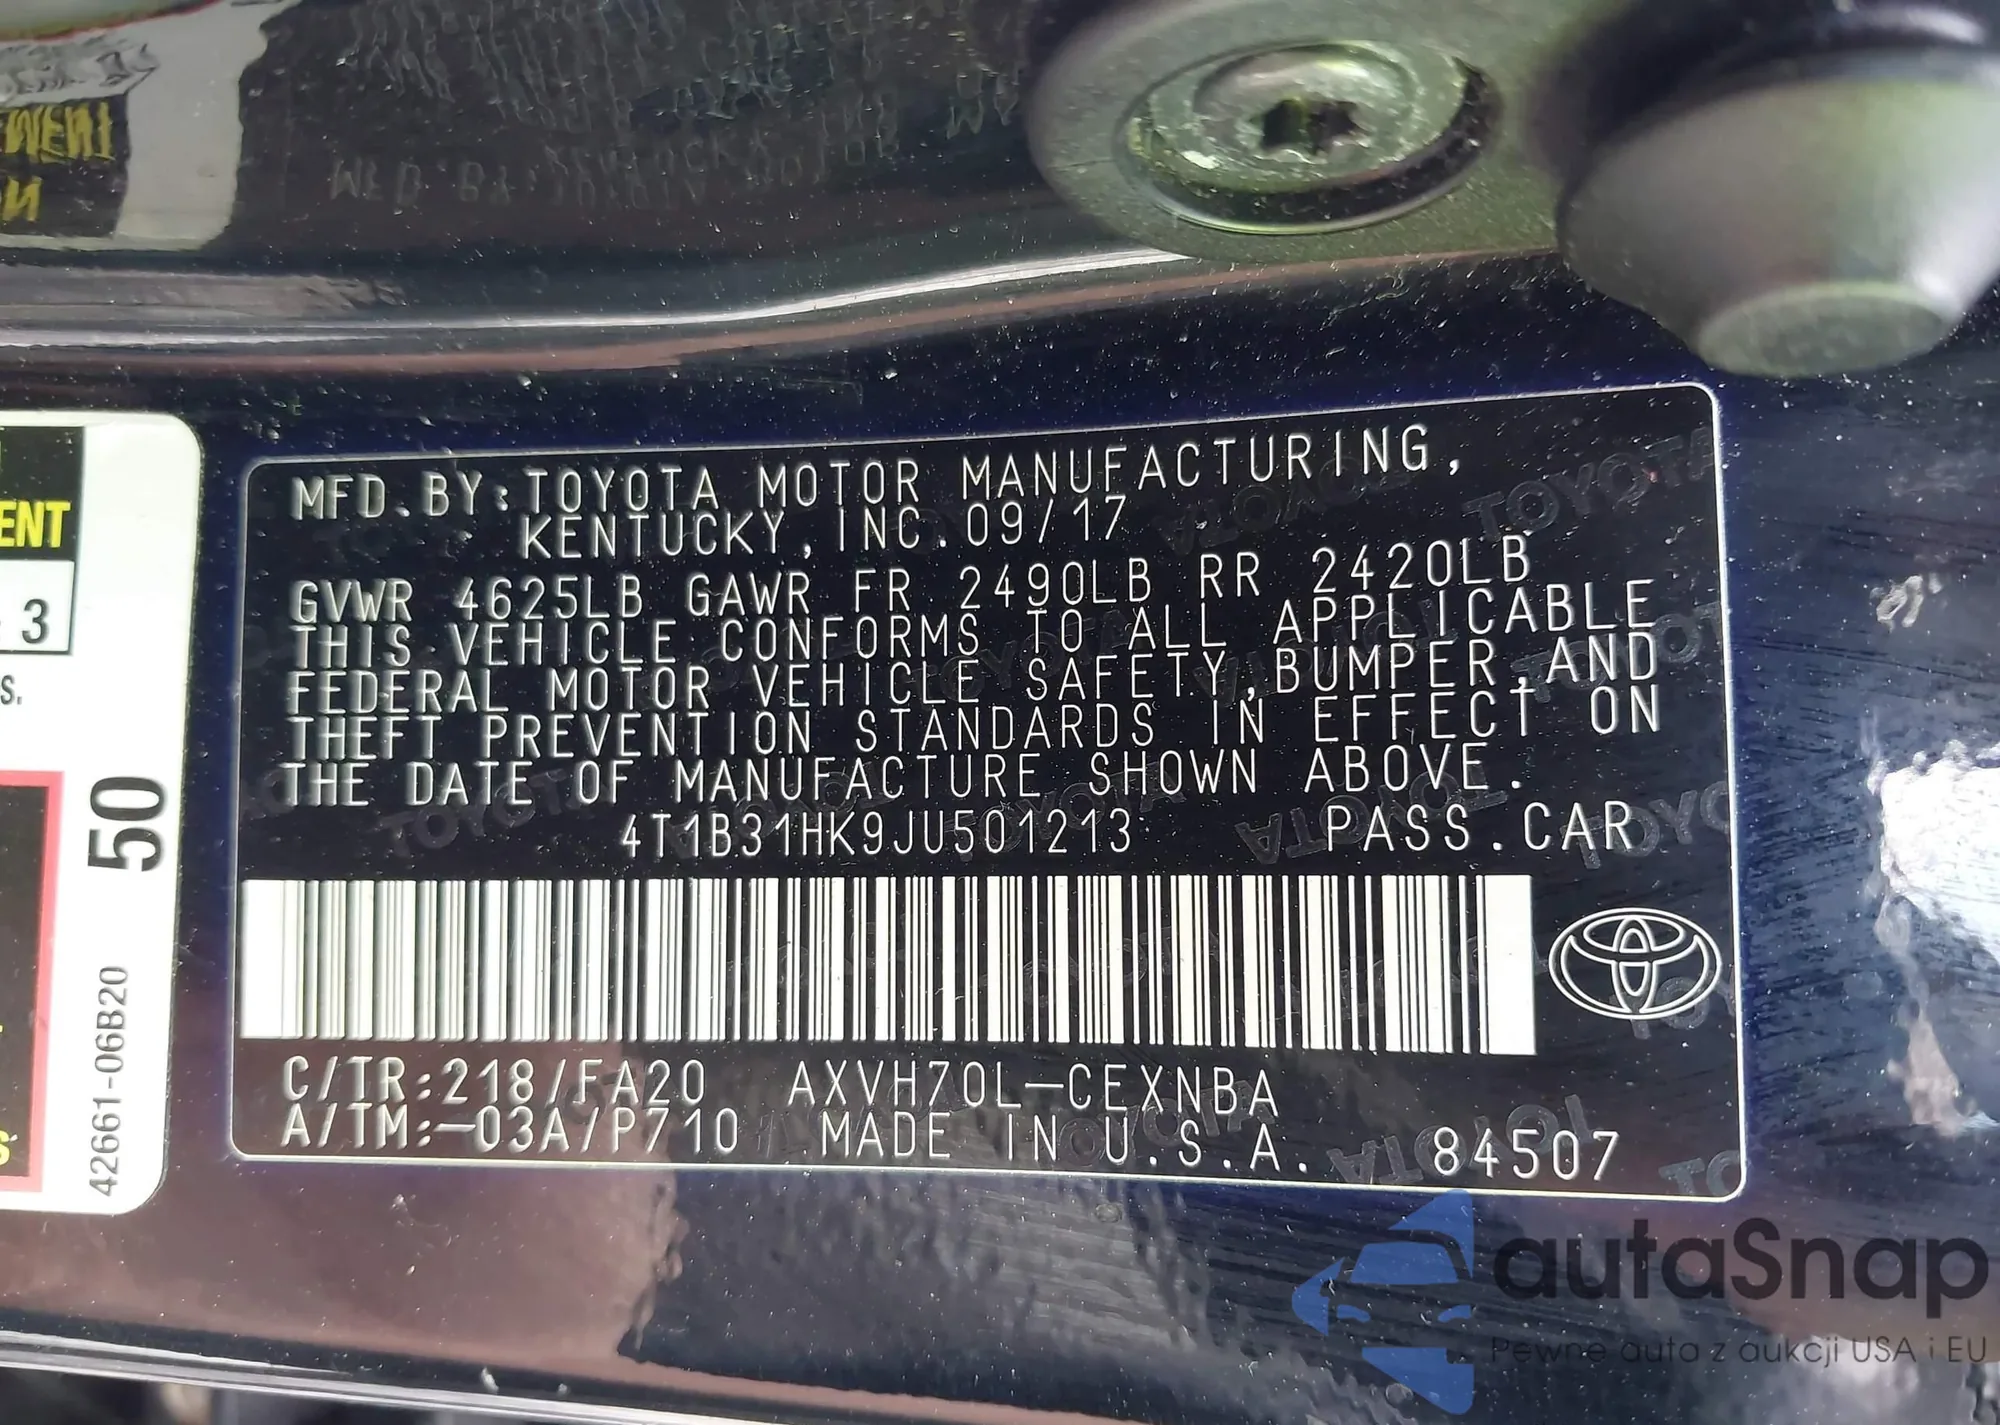 MFD.BY:TOYOTA MOTOR MANUFACTURING,
KENTUCKY,INC.09/17
GVWR 4625LB GAWR FR 2490LB RR 2420LB
THIS VEHICLE CONFORMS TO ALL APPLICABLE
FEDERAL MOTOR VEHICLE SAFETY,BUMPER,AND
THEFT PREVENTION STANDARDS IN EFFECT ON
THE DATE OF MANUFACTURE SHOWN ABOVE.
4T1B31HK9JU501213 PASS.CAR
C/TR:218/FA20 AXVH70L-CEXNBA
A/TM:-03A/P710 MADE IN U.S.A. 84507
ENT
3
S.
50
42661-06B20
autaSnap
Pewne auta z aukcji USA i EU